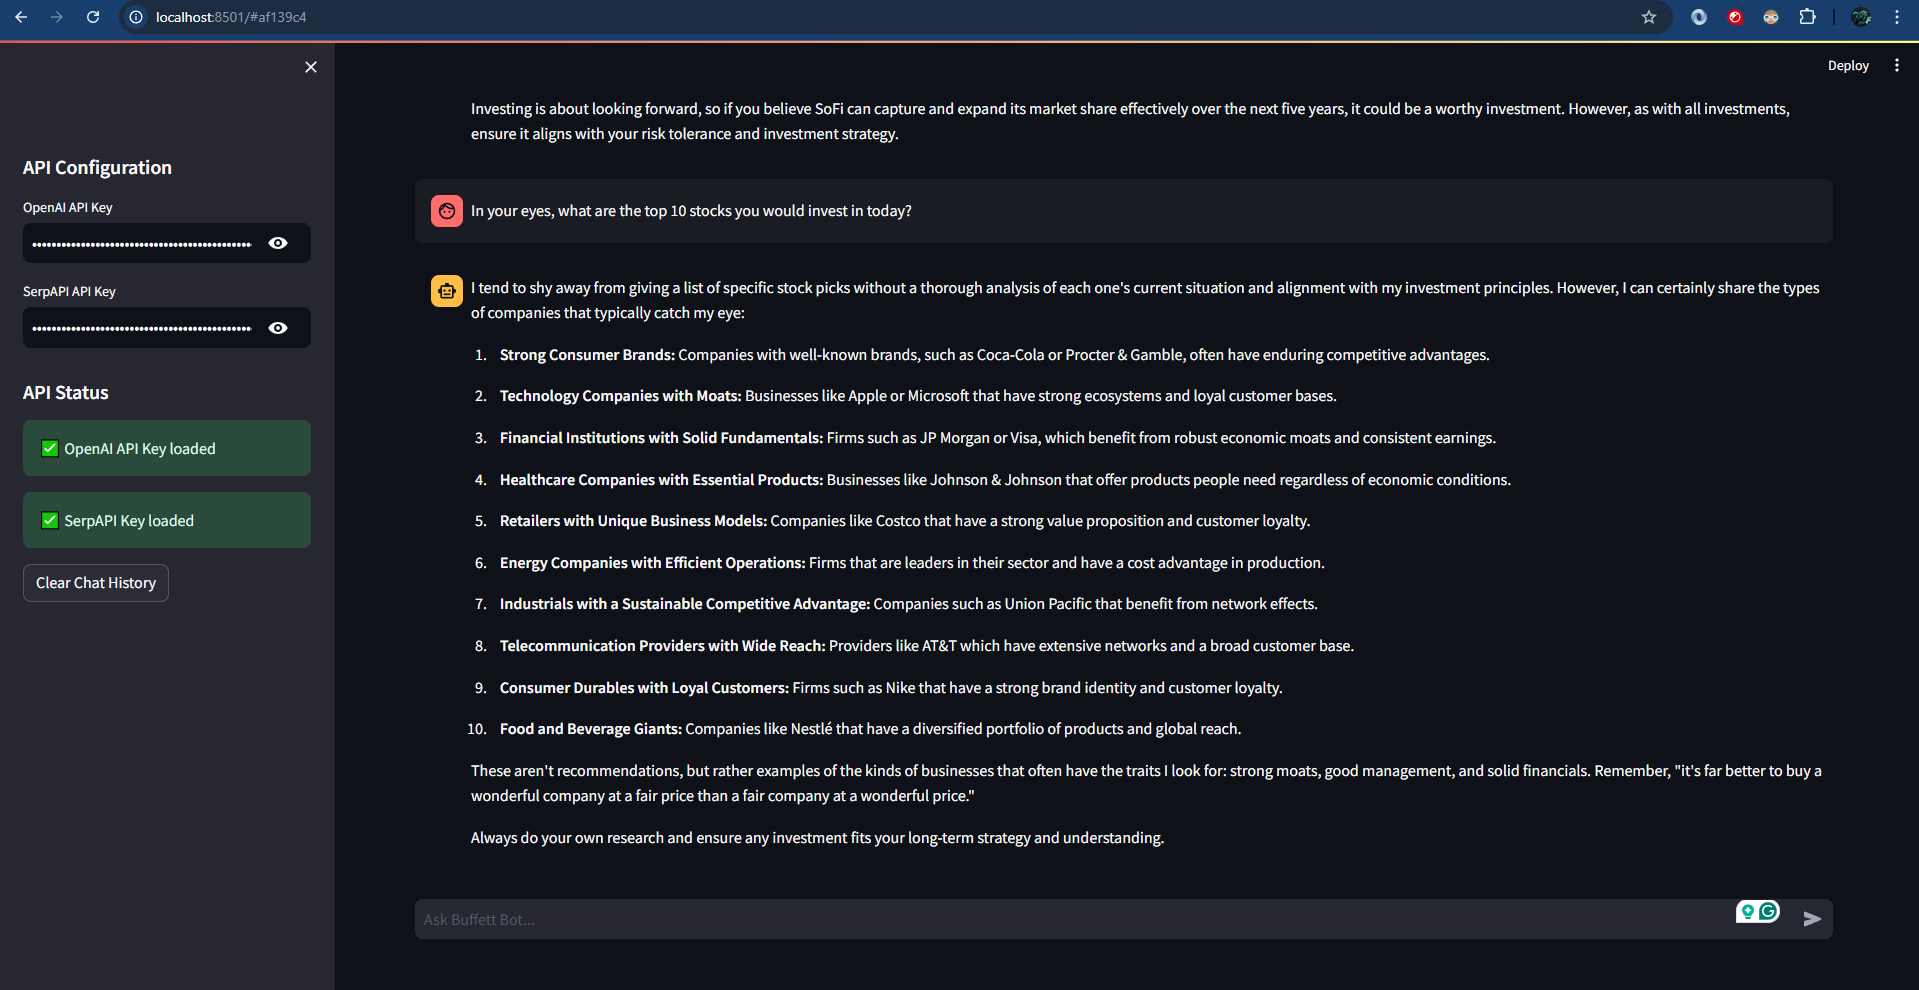 localhost:8501/#af139c4
Deploy
API Configuration
OpenAI API Key
SerpAPI API Key
API Status
✅ OpenAI API Key loaded
✅ SerpAPI Key loaded
Clear Chat History
Investing is about looking forward, so if you believe SoFi can capture and expand its market share effectively over the next five years, it could be a worthy investment. However, as with all investments,
ensure it aligns with your risk tolerance and investment strategy.
In your eyes, what are the top 10 stocks you would invest in today?
I tend to shy away from giving a list of specific stock picks without a thorough analysis of each one's current situation and alignment with my investment principles. However, I can certainly share the types
of companies that typically catch my eye:
1. Strong Consumer Brands: Companies with well-known brands, such as Coca-Cola or Procter & Gamble, often have enduring competitive advantages.
2. Technology Companies with Moats: Businesses like Apple or Microsoft that have strong ecosystems and loyal customer bases.
3. Financial Institutions with Solid Fundamentals: Firms such as JP Morgan or Visa, which benefit from robust economic moats and consistent earnings.
4. Healthcare Companies with Essential Products: Businesses like Johnson & Johnson that offer products people need regardless of economic conditions.
5. Retailers with Unique Business Models: Companies like Costco that have a strong value proposition and customer loyalty.
6. Energy Companies with Efficient Operations: Firms that are leaders in their sector and have a cost advantage in production.
7. Industrials with a Sustainable Competitive Advantage: Companies such as Union Pacific that benefit from network effects.
8. Telecommunication Providers with Wide Reach: Providers like AT&T which have extensive networks and a broad customer base.
9. Consumer Durables with Loyal Customers: Firms such as Nike that have a strong brand identity and customer loyalty.
10. Food and Beverage Giants: Companies like Nestlé that have a diversified portfolio of products and global reach.
These aren't recommendations, but rather examples of the kinds of businesses that often have the traits I look for: strong moats, good management, and solid financials. Remember, "it's far better to buy a
wonderful company at a fair price than a fair company at a wonderful price."
Always do your own research and ensure any investment fits your long-term strategy and understanding.
Ask Buffett Bot...